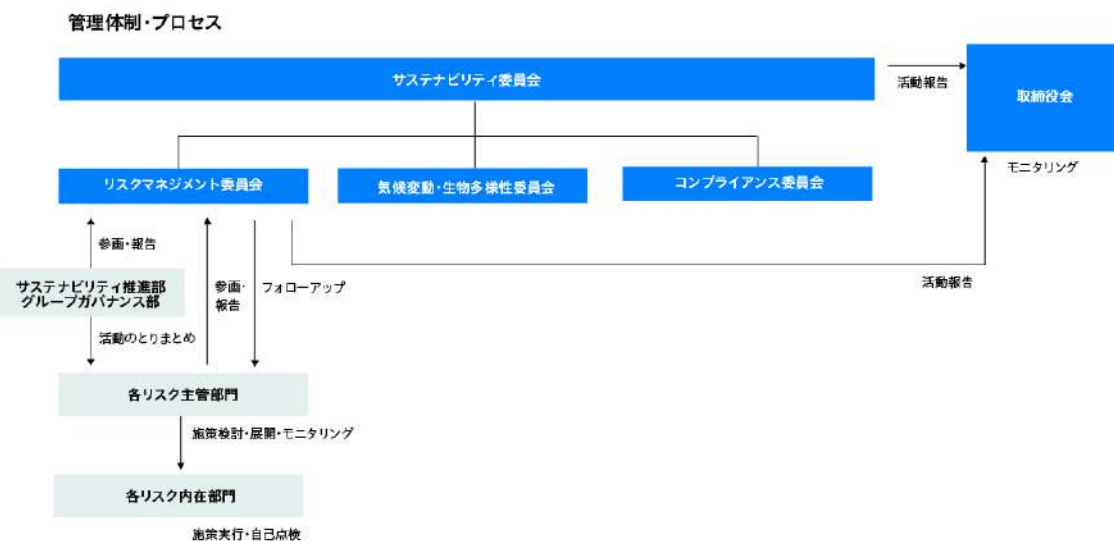 管理体制・プロセス
サステナビリティ委員会
活動報告
取締役会
モニタリング
リスクマネジメント委員会
気候変動・生物多様性委員会
コンプライアンス委員会
参画・報告
サステナビリティ推進部
グループガバナンス部
参画・
報告
フォローアップ
活動報告
活動のとりまとめ
各リスク主管部門
施策検討・展開・モニタリング
各リスク内在部門
施策実行・自己点検